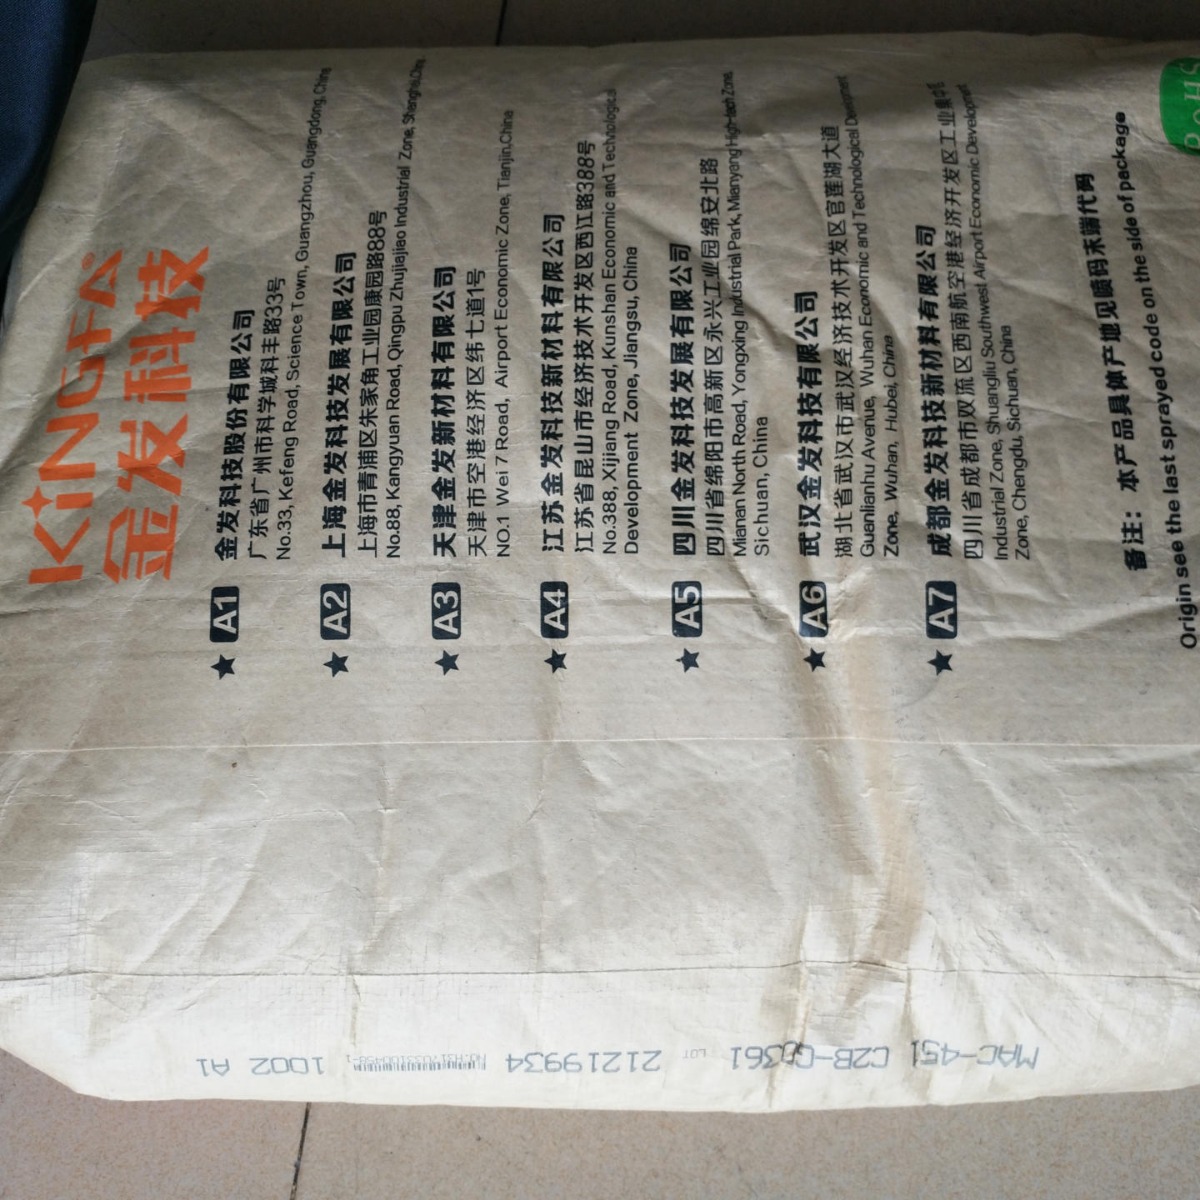 KiNGFA®
金发科技
★ A1 金发科技股份有限公司
广东省广州市科学城科丰路33号
No.33, Kefeng Road, Science Town, Guangzhou, Guangdong, China
★ A2 上海金发科技发展有限公司
上海市青浦区朱家角工业园康园路88号
No.88, Kangyuan Road, Qingpu Zhujiajiao Industrial Zone, Shanghai, China
★ A3 天津金发新材料有限公司
天津市空港经济区纬七道1号
NO.1 Wei 7 Road, Airport Economic Zone, Tianjin, China
★ A4 江苏金发科技新材料有限公司
江苏省昆山市经济技术开发区西江路388号
No.388, Xijiang Road, Kunshan Economic and Technological
Development Zone, Jiangsu, China
★ A5 四川金发科技发展有限公司
四川省绵阳市高新区永兴工业园绵安北路
Mianan North Road, Yongxing Industrial Park, Mianyang High-tech Zone,
Sichuan, China
★ A6 武汉金发科技有限公司
湖北省武汉市武汉经济技术开发区官莲湖大道
Guanlianhu Avenue, Wuhan Economic and Technological Development
Zone, Wuhan, Hubei, China
★ A7 成都金发科技新材料有限公司
四川省成都市双流区西南航空港经济开发区工业集中区
Industrial Zone, Shuangliu Southwest Airport Economic Development
Zone, Chengdu, Sichuan, China
备注：本产品具体产地见喷码末端代码
Origin see the last sprayed code on the side of package
RoHS
MAC-451 C2B-G0361 LOT 21219934 1002 A1